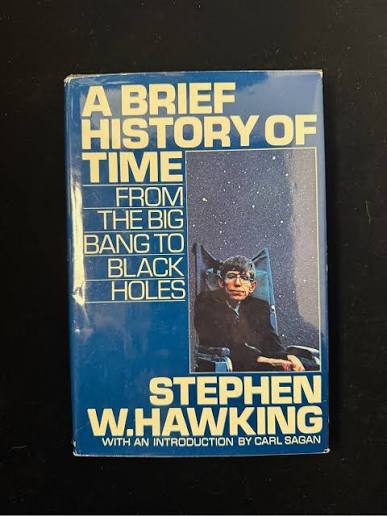 A BRIEF
HISTORY OF
TIME
FROM
THE BIG
BANG TO
BLACK
HOLES
STEPHEN
W.HAWKING
WITH AN INTRODUCTION BY CARL SAGAN